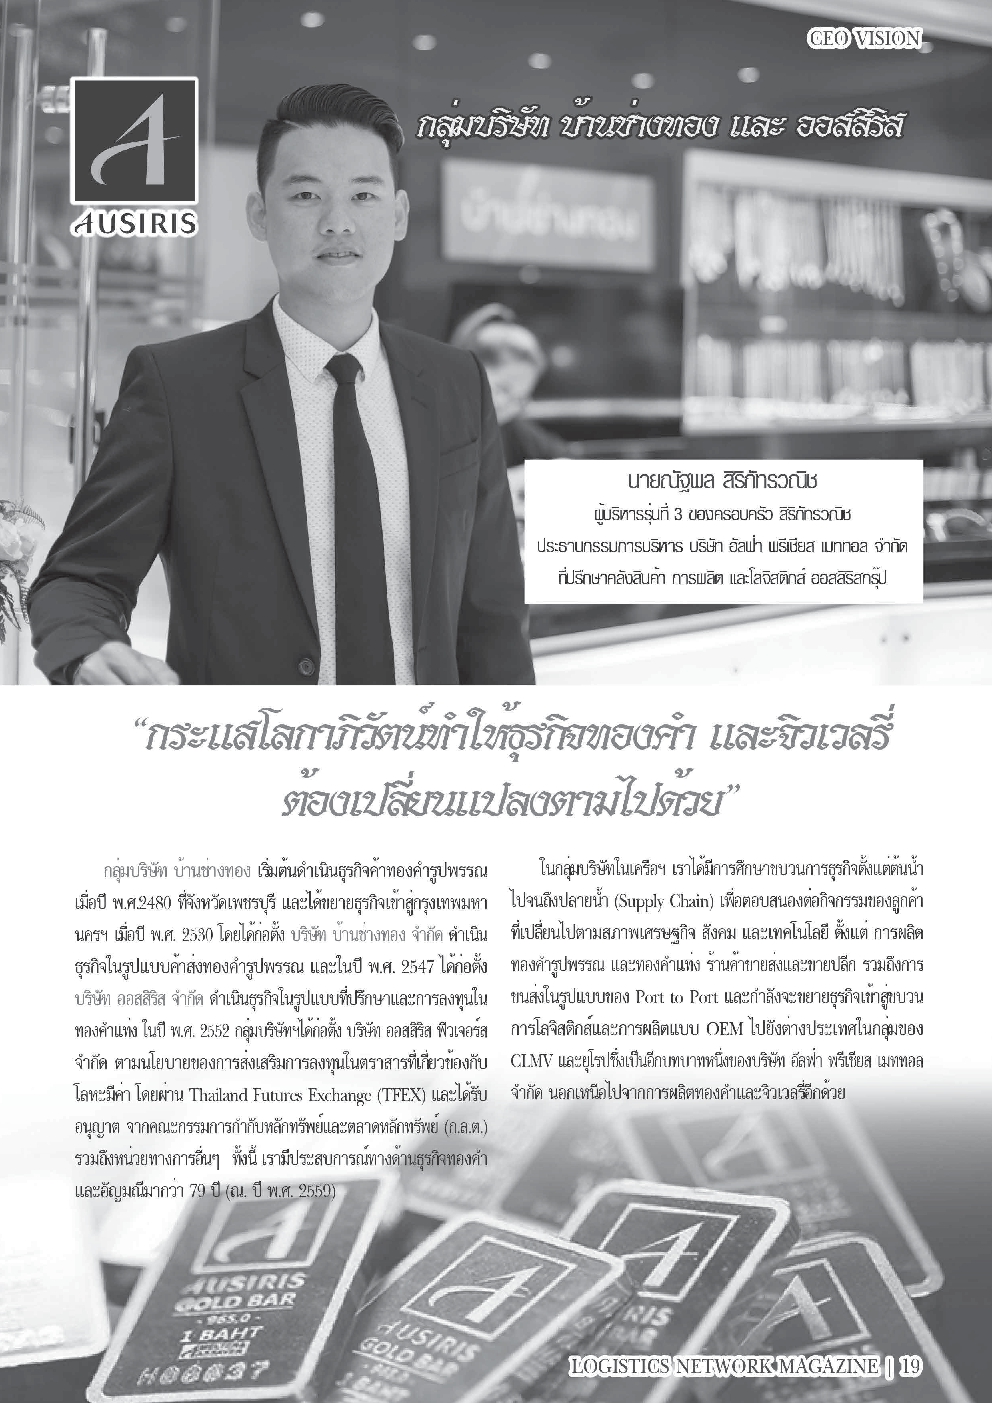 CEO VISION
AUSIRIS
กลุ่มบริษัท บ้านช่างทอง และ ออสสิริส
บ้านช่างทอง
นายณัฐพล สิริภัทรวณิช
ผู้บริหารรุ่นที่ 3 ของครอบครัว สิริภัทรวณิช
ประธานกรรมการบริหาร บริษัท อัลฟ่า พรีเชียส เมททอล จำกัด
ที่ปรึกษาคลังสินค้า การผลิต และโลจิสติกส์ ออสสิริสกรุ๊ป
“กระแสโลกาภิวัตน์ทำให้ธุรกิจทองคำ และจิวเวลรี่
ต้องเปลี่ยนแปลงตามไปด้วย”
กลุ่มบริษัท บ้านช่างทอง เริ่มต้นดำเนินธุรกิจค้าทองคำรูปพรรณ
เมื่อปี พ.ศ.2480 ที่จังหวัดเพชรบุรี และได้ขยายธุรกิจเข้าสู่กรุงเทพมหา
นครฯ เมื่อปี พ.ศ. 2530 โดยได้ก่อตั้ง บริษัท บ้านช่างทอง จำกัด ดำเนิน
ธุรกิจในรูปแบบค้าส่งทองคำรูปพรรณ และในปี พ.ศ. 2547 ได้ก่อตั้ง
บริษัท ออสสิริส จำกัด ดำเนินธุรกิจในรูปแบบที่ปรึกษาและการลงทุนใน
ทองคำแท่ง ในปี พ.ศ. 2552 กลุ่มบริษัทฯได้ก่อตั้ง บริษัท ออสสิริส ฟิวเจอร์ส
จำกัด ตามนโยบายของการส่งเสริมการลงทุนในตราสารที่เกี่ยวข้องกับ
โลหะมีค่า โดยผ่าน Thailand Futures Exchange (TFEX) และได้รับ
อนุญาต จากคณะกรรมการกำกับหลักทรัพย์และตลาดหลักทรัพย์ (ก.ล.ต.)
รวมถึงหน่วยทางการอื่นๆ ทั้งนี้ เรามีประสบการณ์ทางด้านธุรกิจทองคำ
และอัญมณีมากว่า 79 ปี (ณ. ปี พ.ศ. 2559)
ในกลุ่มบริษัทในเครือฯ เราได้มีการศึกษาขบวนการธุรกิจตั้งแต่ต้นน้ำ
ไปจนถึงปลายน้ำ (Supply Chain) เพื่อตอบสนองต่อกิจกรรมของลูกค้า
ที่เปลี่ยนไปตามสภาพเศรษฐกิจ สังคม และเทคโนโลยี ตั้งแต่ การผลิต
ทองคำรูปพรรณ และทองคำแท่ง ร้านค้าขายส่งและขายปลีก รวมถึงการ
ขนส่งในรูปแบบของ Port to Port และกำลังจะขยายธุรกิจเข้าสู่ขบวน
การโลจิสติกส์และการผลิตแบบ OEM ไปยังต่างประเทศในกลุ่มของ
CLMV และยุโรปซึ่งเป็นอีกบทบาทหนึ่งของบริษัท อัลฟ่า พรีเชียส เมททอล
จำกัด นอกเหนือไปจากการผลิตทองคำและจิวเวลรี่อีกด้วย
AUSIRIS
GOLD BAR
- 965.0 -
1 BAHT
H06637
AUSIRIS
GOLD BAR
3 BAHT
LOGISTICS NETWORK MAGAZINE | 19